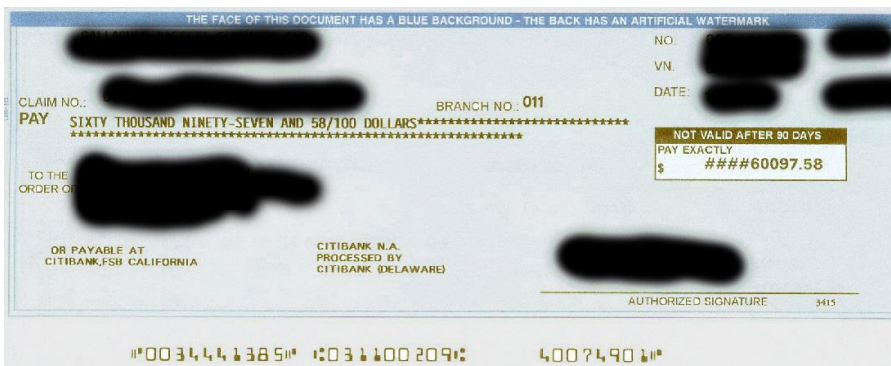 THE FACE OF THIS DOCUMENT HAS A BLUE BACKGROUND - THE BACK HAS AN ARTIFICIAL WATERMARK
NO.
VN.
DATE:
CLAIM NO.:
BRANCH NO.: 011
PAY SIXTY THOUSAND NINETY-SEVEN AND 58/100 DOLLARS****************************
************************************************************
NOT VALID AFTER 90 DAYS
PAY EXACTLY
$ ####60097.58
TO THE
ORDER OF
OR PAYABLE AT
CITIBANK,FSB CALIFORNIA
CITIBANK N.A.
PROCESSED BY
CITIBANK (DELAWARE)
AUTHORIZED SIGNATURE 3415
⑈0034441385⑈ ⑆031100209⑆ 40074901⑈